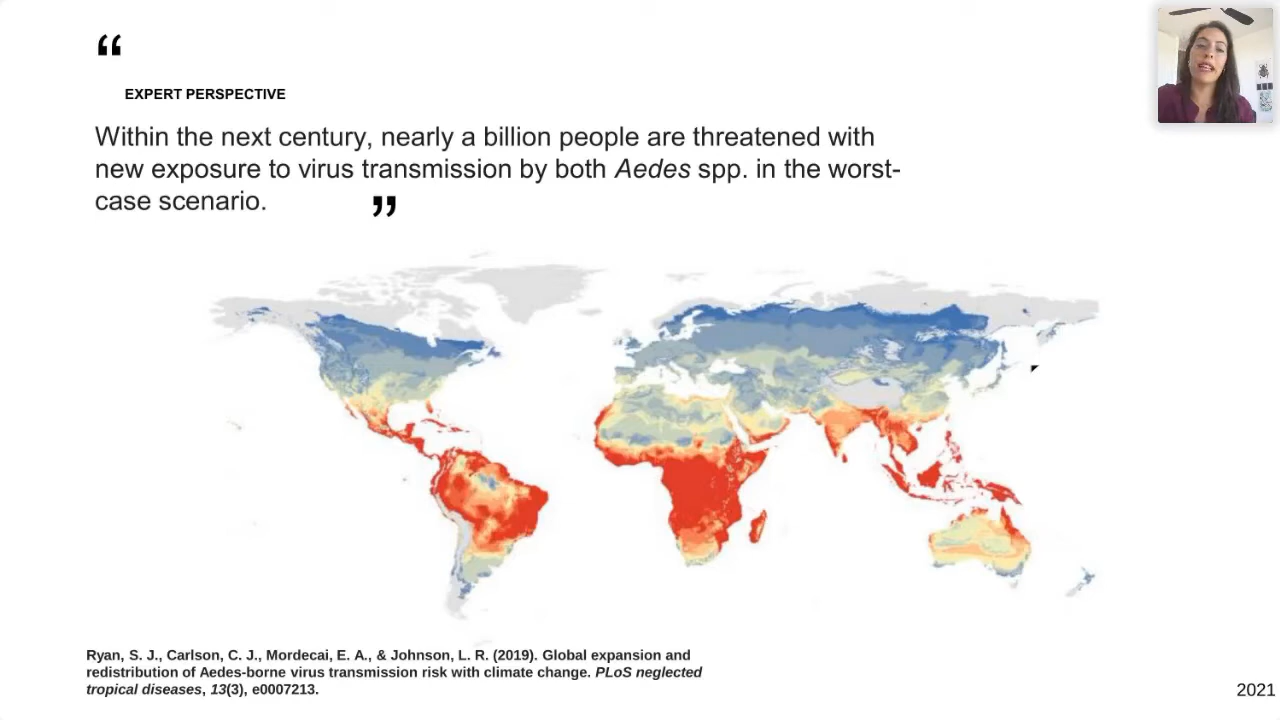 “
EXPERT PERSPECTIVE
Within the next century, nearly a billion people are threatened with
new exposure to virus transmission by both Aedes spp. in the worst-
case scenario.
”
Ryan, S. J., Carlson, C. J., Mordecai, E. A., & Johnson, L. R. (2019). Global expansion and
redistribution of Aedes-borne virus transmission risk with climate change. PLoS neglected
tropical diseases, 13(3), e0007213.
2021